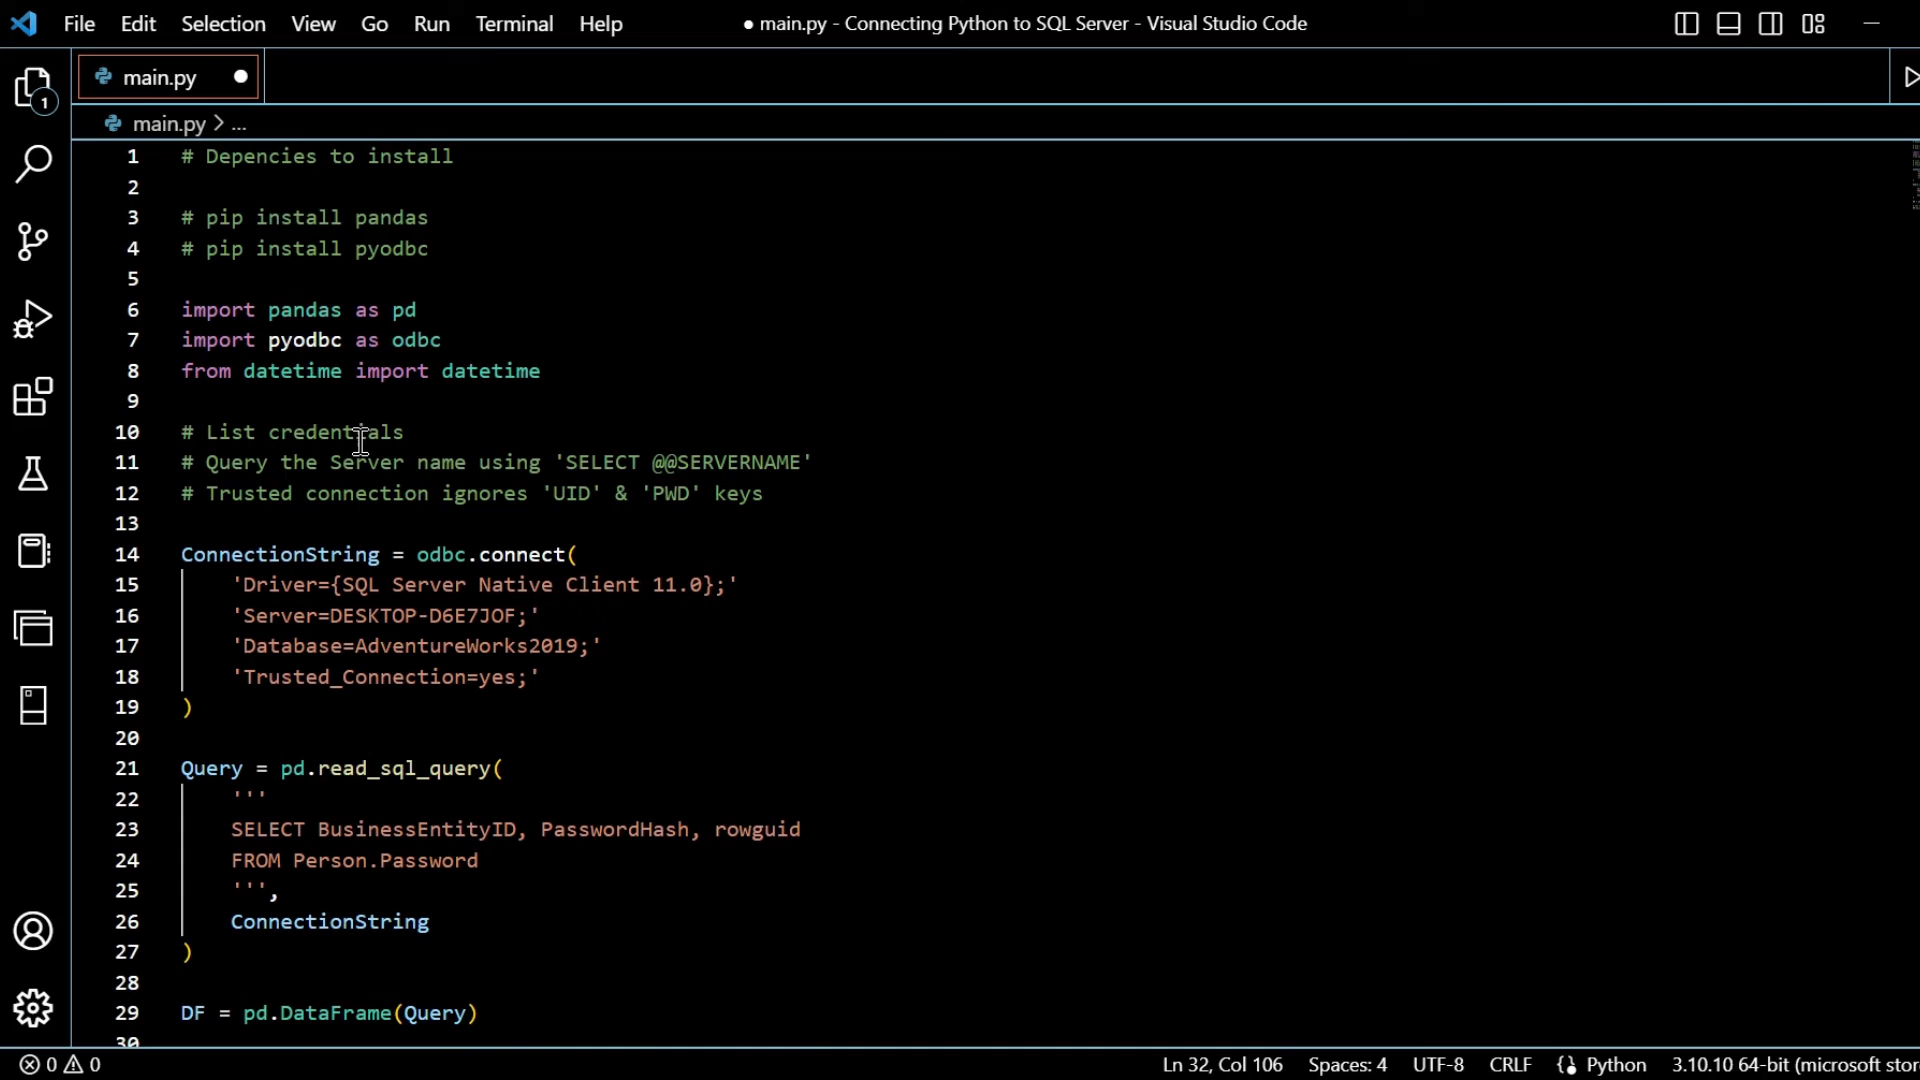 File Edit Selection View Go Run Terminal Help ● main.py - Connecting Python to SQL Server - Visual Studio Code
main.py ●
main.py > ...
1 # Depencies to install
2
3 # pip install pandas
4 # pip install pyodbc
5
6 import pandas as pd
7 import pyodbc as odbc
8 from datetime import datetime
9
10 # List credentials
11 # Query the Server name using 'SELECT @@SERVERNAME'
12 # Trusted connection ignores 'UID' & 'PWD' keys
13
14 ConnectionString = odbc.connect(
15 'Driver={SQL Server Native Client 11.0};'
16 'Server=DESKTOP-D6E7JOF;'
17 'Database=AdventureWorks2019;'
18 'Trusted_Connection=yes;'
19 )
20
21 Query = pd.read_sql_query(
22 '''
23 SELECT BusinessEntityID, PasswordHash, rowguid
24 FROM Person.Password
25 ''',
26 ConnectionString
27 )
28
29 DF = pd.DataFrame(Query)
30
1
0 0 Ln 32, Col 106 Spaces: 4 UTF-8 CRLF Python 3.10.10 64-bit (microsoft stor